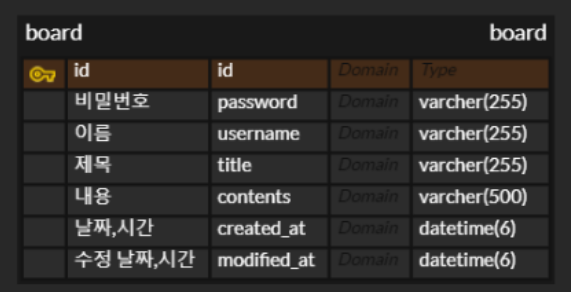 board board
id id Domain Type
비밀번호 password Domain varcher(255)
이름 username Domain varcher(255)
제목 title Domain varcher(255)
내용 contents Domain varcher(500)
날짜,시간 created_at Domain datetime(6)
수정 날짜,시간 modified_at Domain datetime(6)